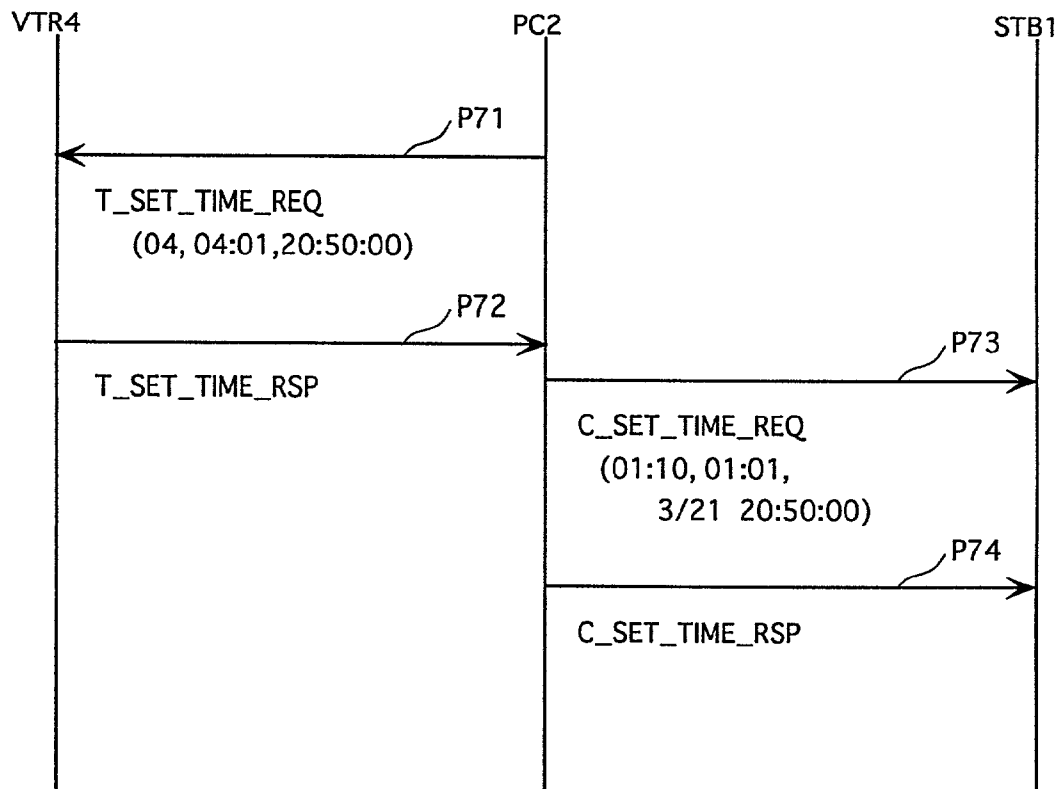 VTR4
PC2
STB1
P71
T_SET_TIME_REQ
(04, 04:01,20:50:00)
P72
T_SET_TIME_RSP
P73
C_SET_TIME_REQ
(01:10, 01:01,
3/21 20:50:00)
P74
C_SET_TIME_RSP